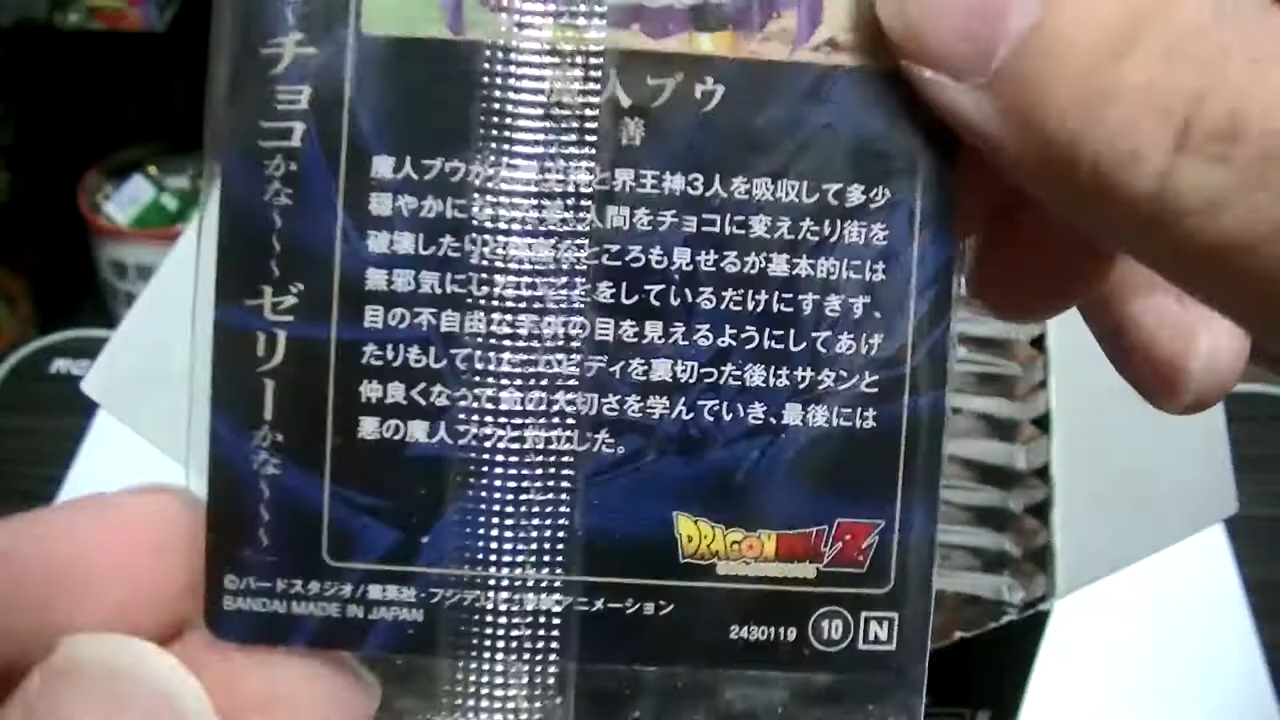 チョコかな～～～ ゼリーかな～～～
人ブウ
善
魔人ブウが と界王神3人を吸収して多少
穏やかに 人間をチョコに変えたり街を
破壊したり ところも見せるが基本的には
無邪気にしたいことをしているだけにすぎず、
目の不自由な子供の目を見えるようにしてあげ
たりもしていた。バビディを裏切った後はサタンと
仲良くなって命の大切さを学んでいき、最後には
悪の魔人ブウと対立した。
DRAGON BALL Z
©バードスタジオ/集英社・フジテレビ アニメーション
BANDAI MADE IN JAPAN
2430119 10 N